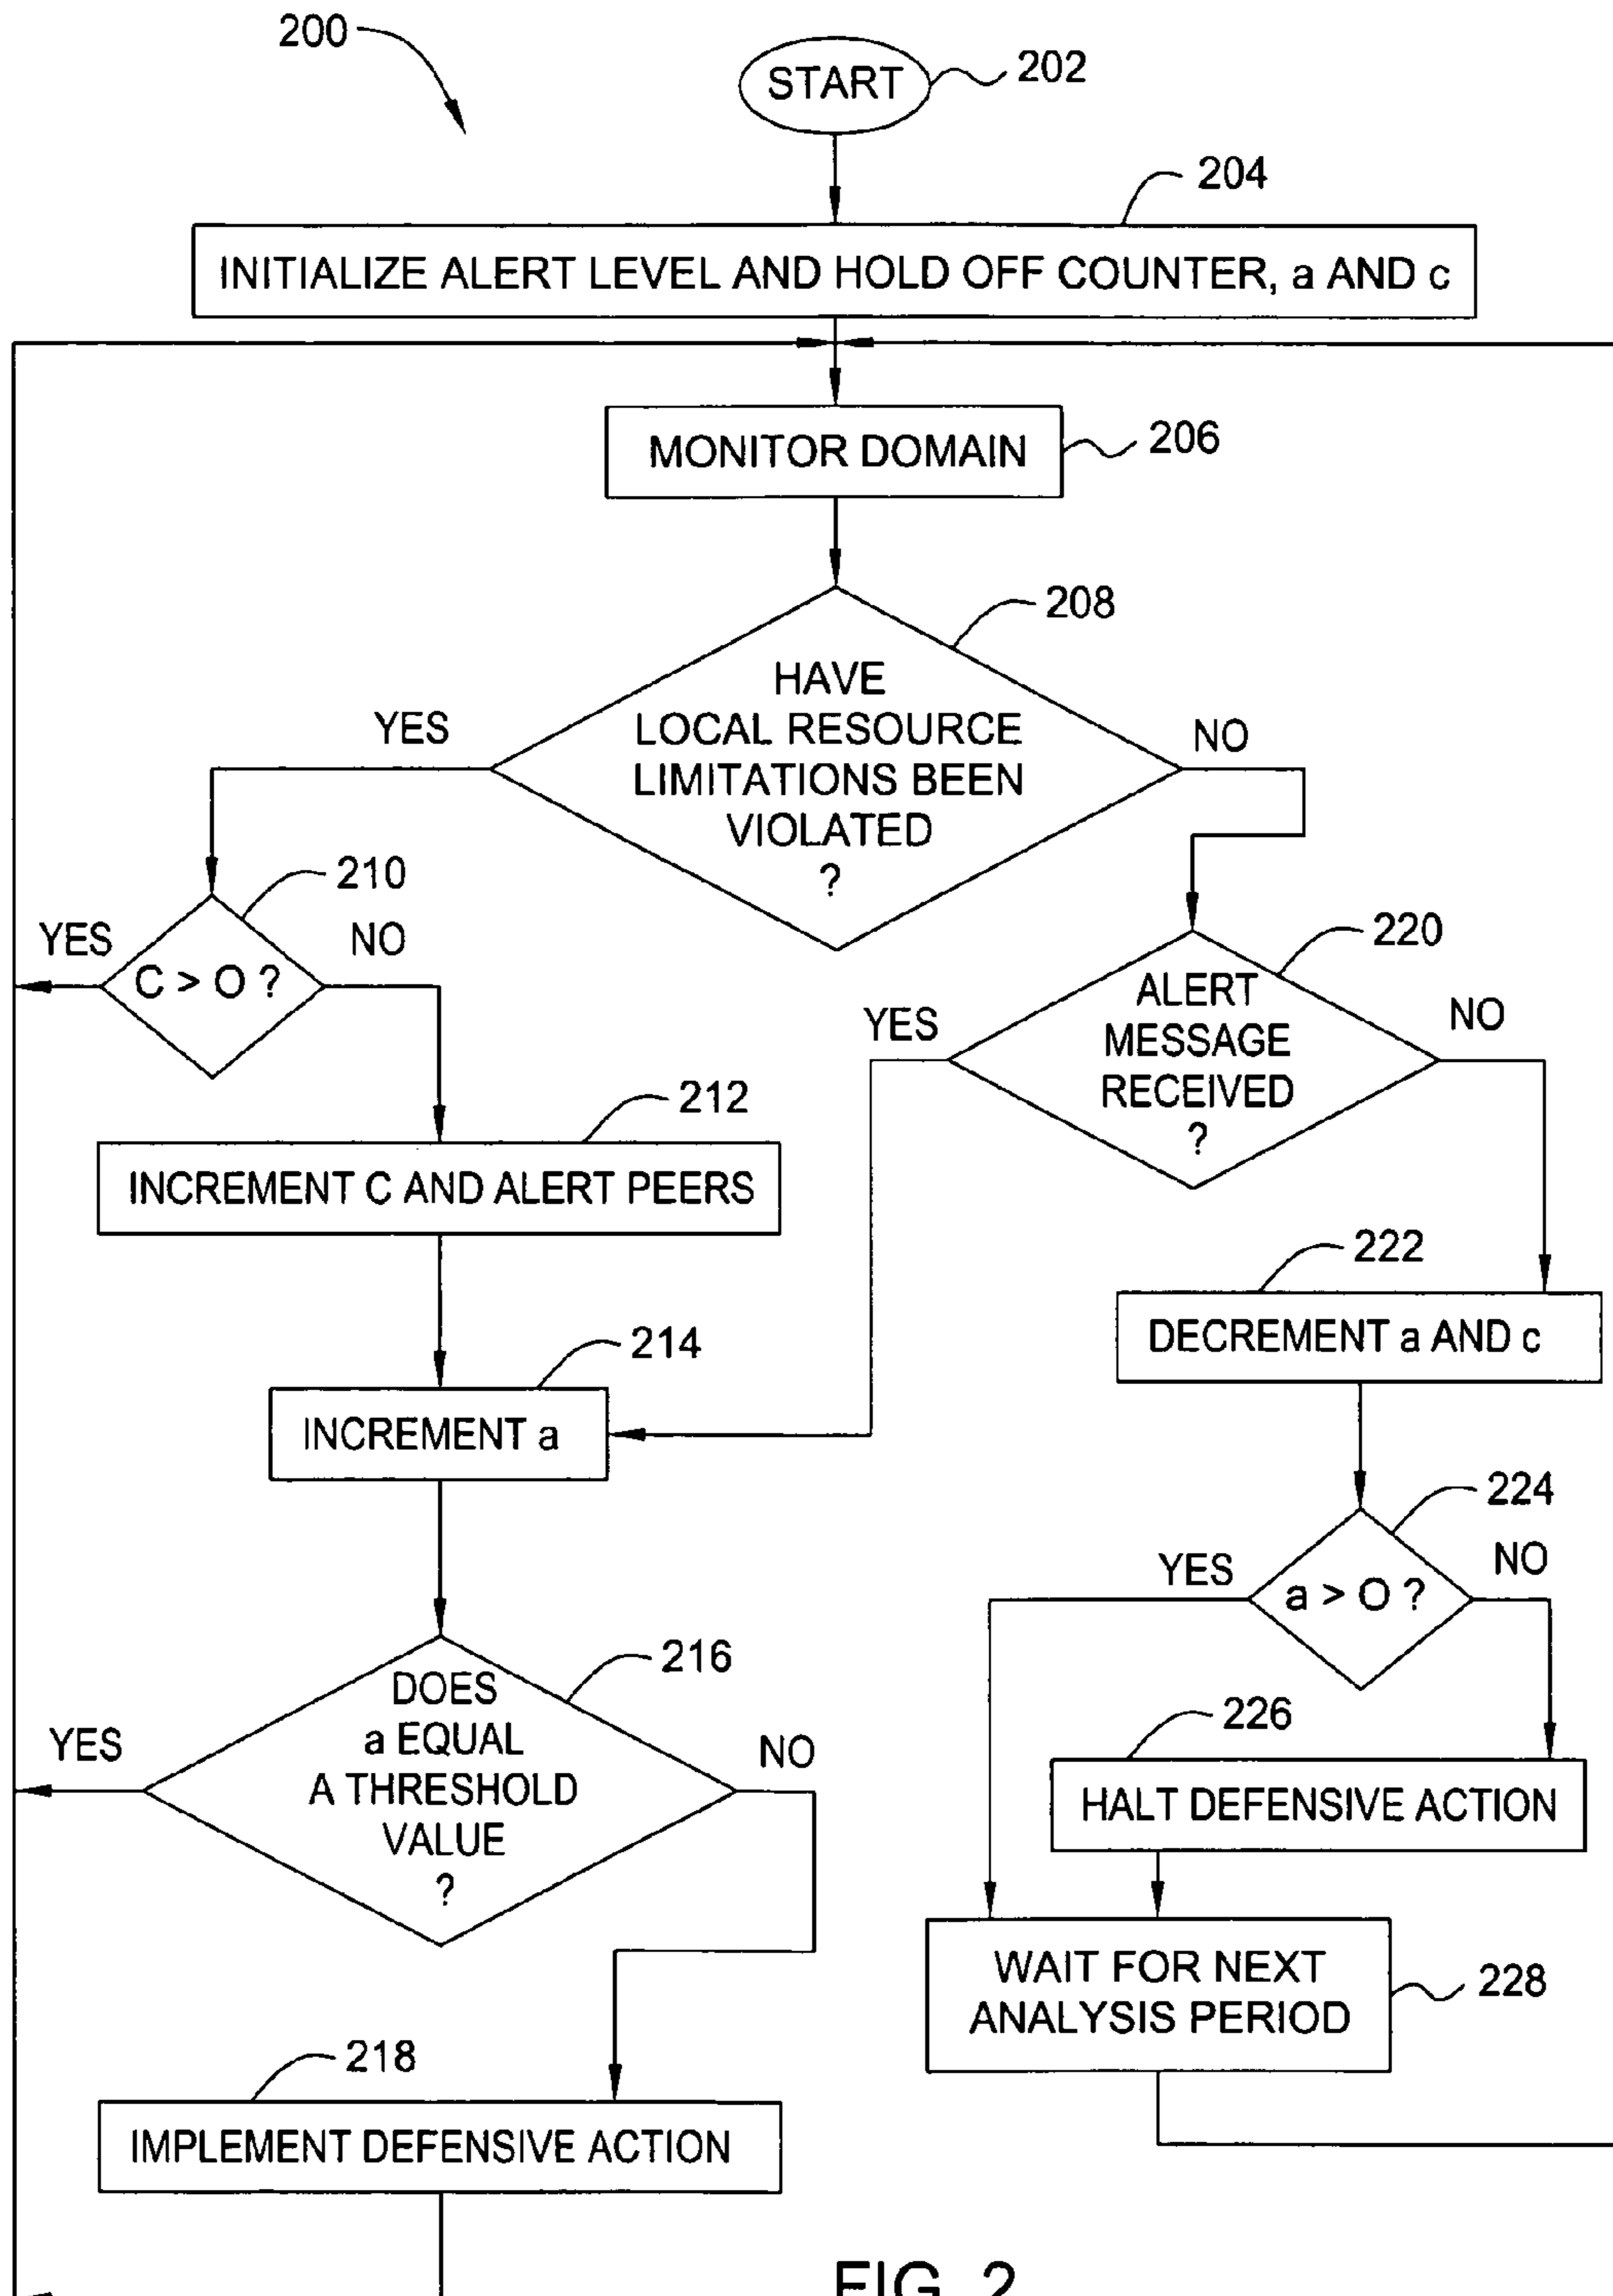 200
START
202
204
INITIALIZE ALERT LEVEL AND HOLD OFF COUNTER, a AND c
MONITOR DOMAIN
206
208
HAVE
LOCAL RESOURCE
LIMITATIONS BEEN
VIOLATED
?
YES
NO
210
YES
NO
C > O ?
220
ALERT
MESSAGE
RECEIVED
?
YES
NO
212
INCREMENT C AND ALERT PEERS
222
DECREMENT a AND c
214
INCREMENT a
224
YES
NO
a > O ?
216
DOES
a EQUAL
A THRESHOLD
VALUE
?
YES
NO
226
HALT DEFENSIVE ACTION
WAIT FOR NEXT
ANALYSIS PERIOD
228
218
IMPLEMENT DEFENSIVE ACTION
FIG. 2